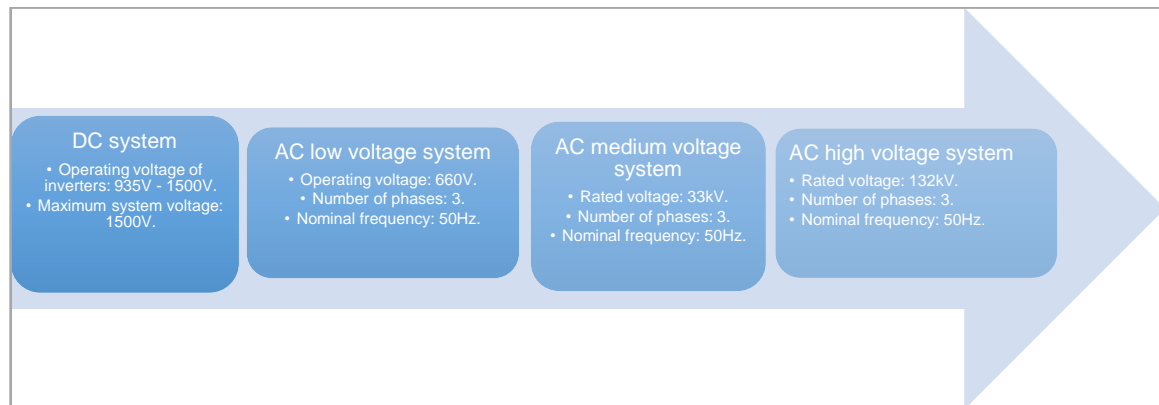 DC system
• Operating voltage of
inverters: 935V - 1500V.
• Maximum system voltage:
1500V.
AC low voltage system
• Operating voltage: 660V.
• Number of phases: 3.
• Nominal frequency: 50Hz.
AC medium voltage
system
• Rated voltage: 33kV.
• Number of phases: 3.
• Nominal frequency: 50Hz.
AC high voltage system
• Rated voltage: 132kV.
• Number of phases: 3.
• Nominal frequency: 50Hz.